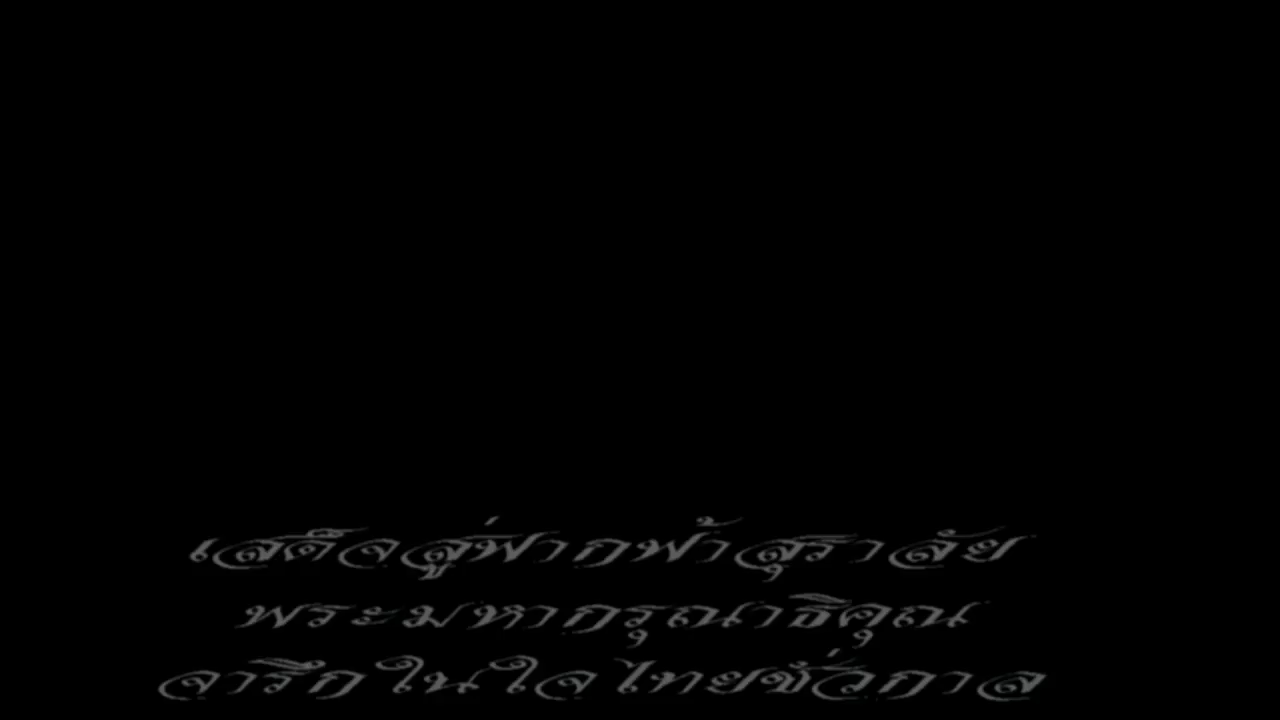 เสด็จสู่ฟากฟ้าสุราลัย
พระมหากรุณาธิคุณ
จารึกในใจไทยชั่วกาล